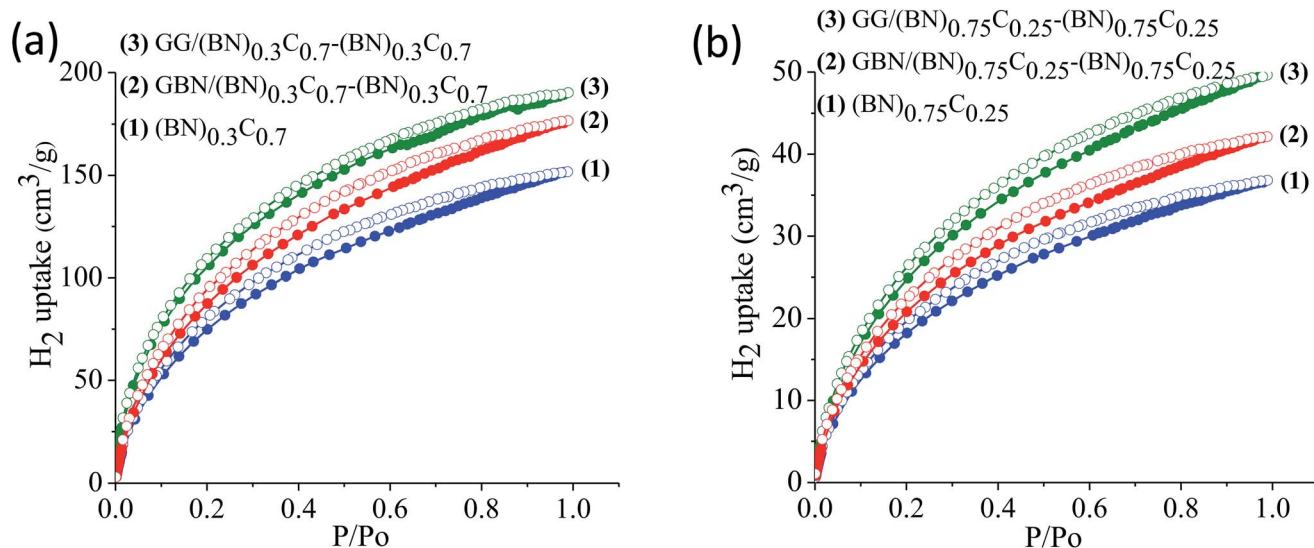 (a)
(3) GG/(BN)0.3C0.7-(BN)0.3C0.7
(2) GBN/(BN)0.3C0.7-(BN)0.3C0.7
(1) (BN)0.3C0.7
H2 uptake (cm3/g)
200
150
100
50
0
(3)
(2)
(1)
0.0 0.2 0.4 0.6 0.8 1.0
P/Po
(b)
(3) GG/(BN)0.75C0.25-(BN)0.75C0.25
(2) GBN/(BN)0.75C0.25-(BN)0.75C0.25
(1) (BN)0.75C0.25
H2 uptake (cm3/g)
50
40
30
20
10
0
(3)
(2)
(1)
0.0 0.2 0.4 0.6 0.8 1.0
P/Po